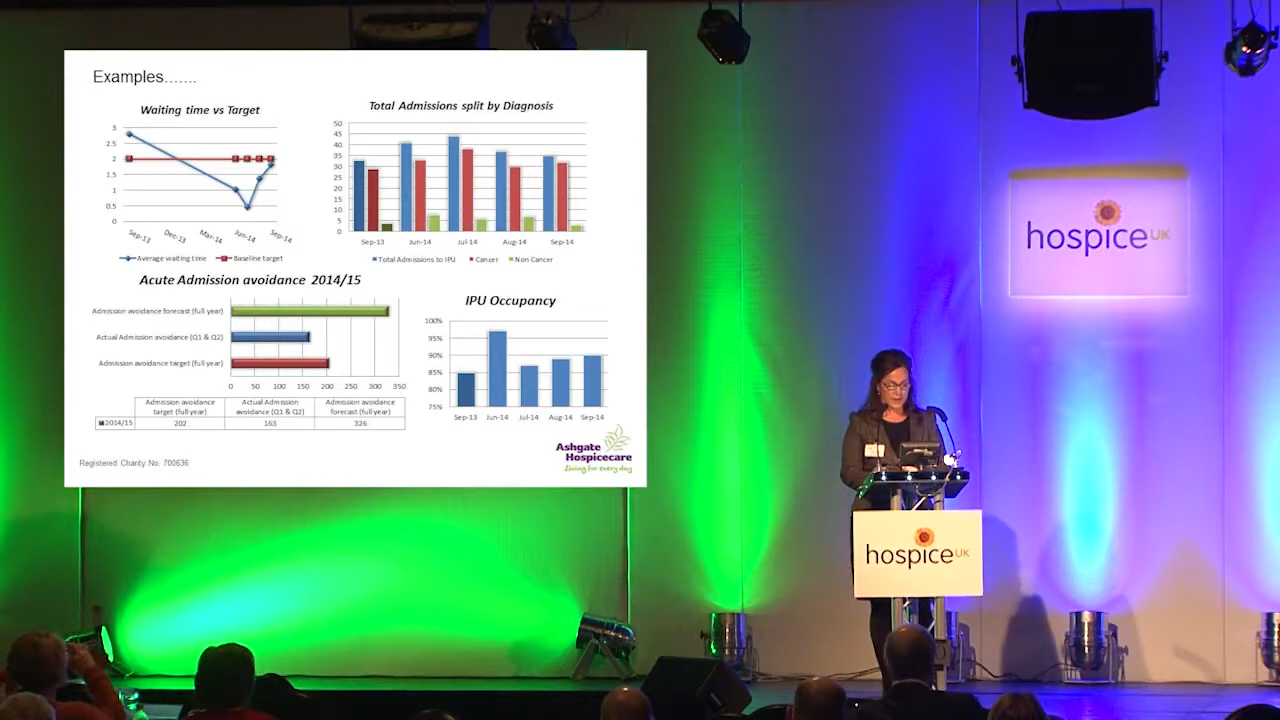 Examples.......
Waiting time vs Target
3
2.5
2
1.5
1
0.5
0
Sep-13 Dec-13 Mar-14 Jun-14 Sep-14
Average waiting time Baseline target
Total Admissions split by Diagnosis
50
45
40
35
30
25
20
15
10
5
0
Sep-13 Jun-14 Jul-14 Aug-14 Sep-14
Total Admissions to IPU Cancer Non Cancer
Acute Admission avoidance 2014/15
Admission avoidance forecast (full year)
Actual Admission avoidance (Q1 & Q2)
Admission avoidance target (full year)
0 50 100 150 200 250 300 350
Admission avoidance target (full year) Actual Admission avoidance (Q1 & Q2) Admission avoidance forecast (full year)
2014/15 202 163 326
IPU Occupancy
100%
95%
90%
85%
80%
75%
Sep-13 Jun-14 Jul-14 Aug-14 Sep-14
Ashgate
Hospicecare
Living for every day
Registered Charity No. 700636
hospice UK
hospice UK